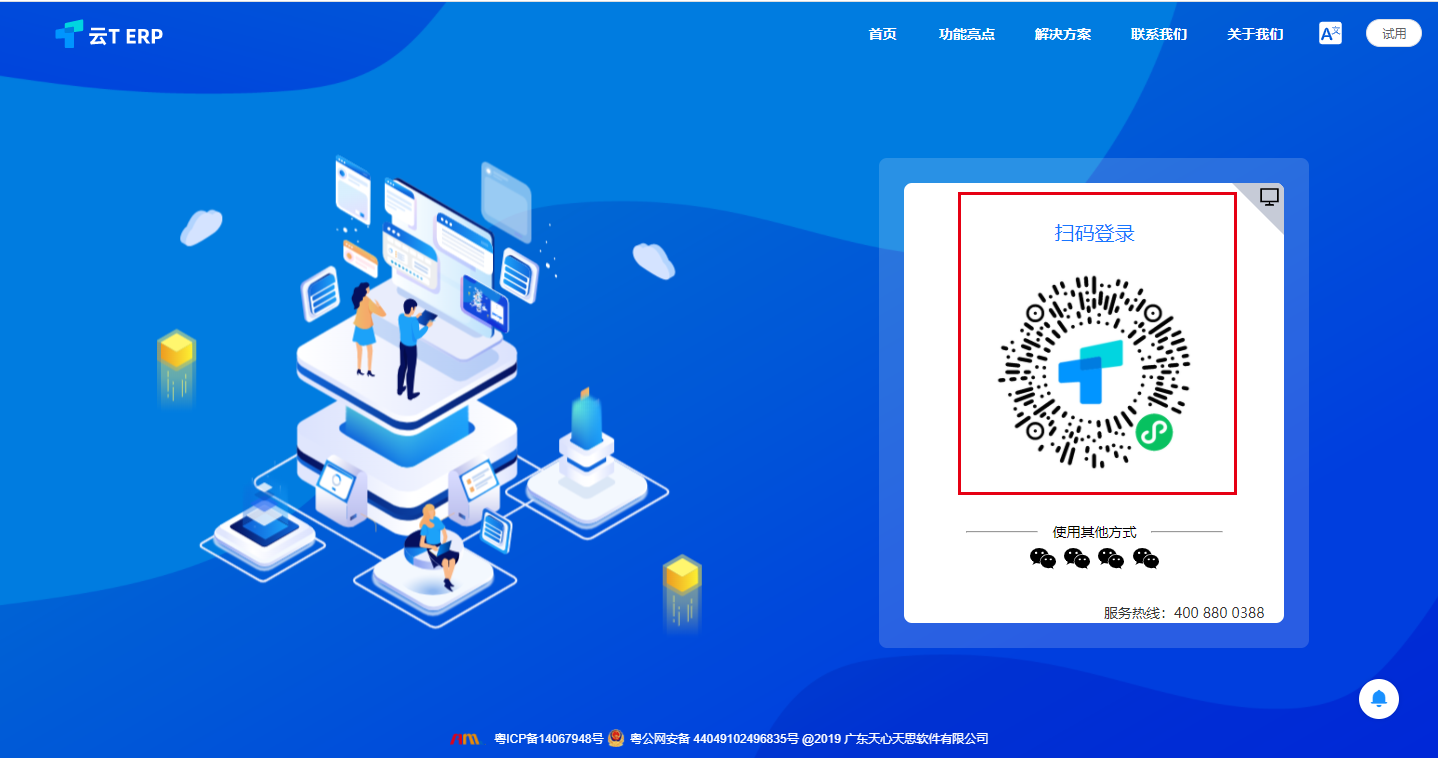 云T ERP
首页 功能亮点 解决方案 联系我们 关于我们 A文 试用
扫码登录
使用其他方式
服务热线：400 880 0388
粤ICP备14067948号 粤公网安备 44049102496835号 @2019 广东天心天思软件有限公司